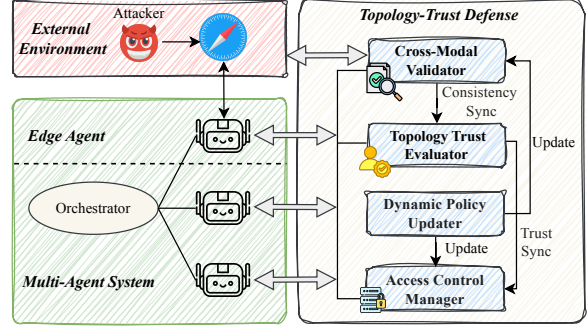 Attacker
External
Environment
Edge Agent
Orchestrator
Multi-Agent System
Topology-Trust Defense
Cross-Modal
Validator
Consistency
Sync
Topology Trust
Evaluator
Update
Dynamic Policy
Updater
Update
Trust
Sync
Access Control
Manager